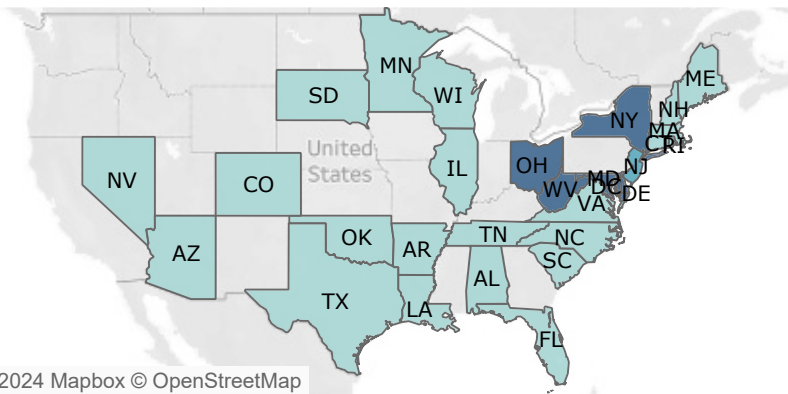 MN
ME
SD
WI
NH
NY
MA
CT
RI
United
States
OH
IL
NJ
NV
CO
MD
WV
DC
DE
VA
OK
TN
NC
AR
AZ
SC
AL
TX
LA
FL
2024 Mapbox © OpenStreetMap